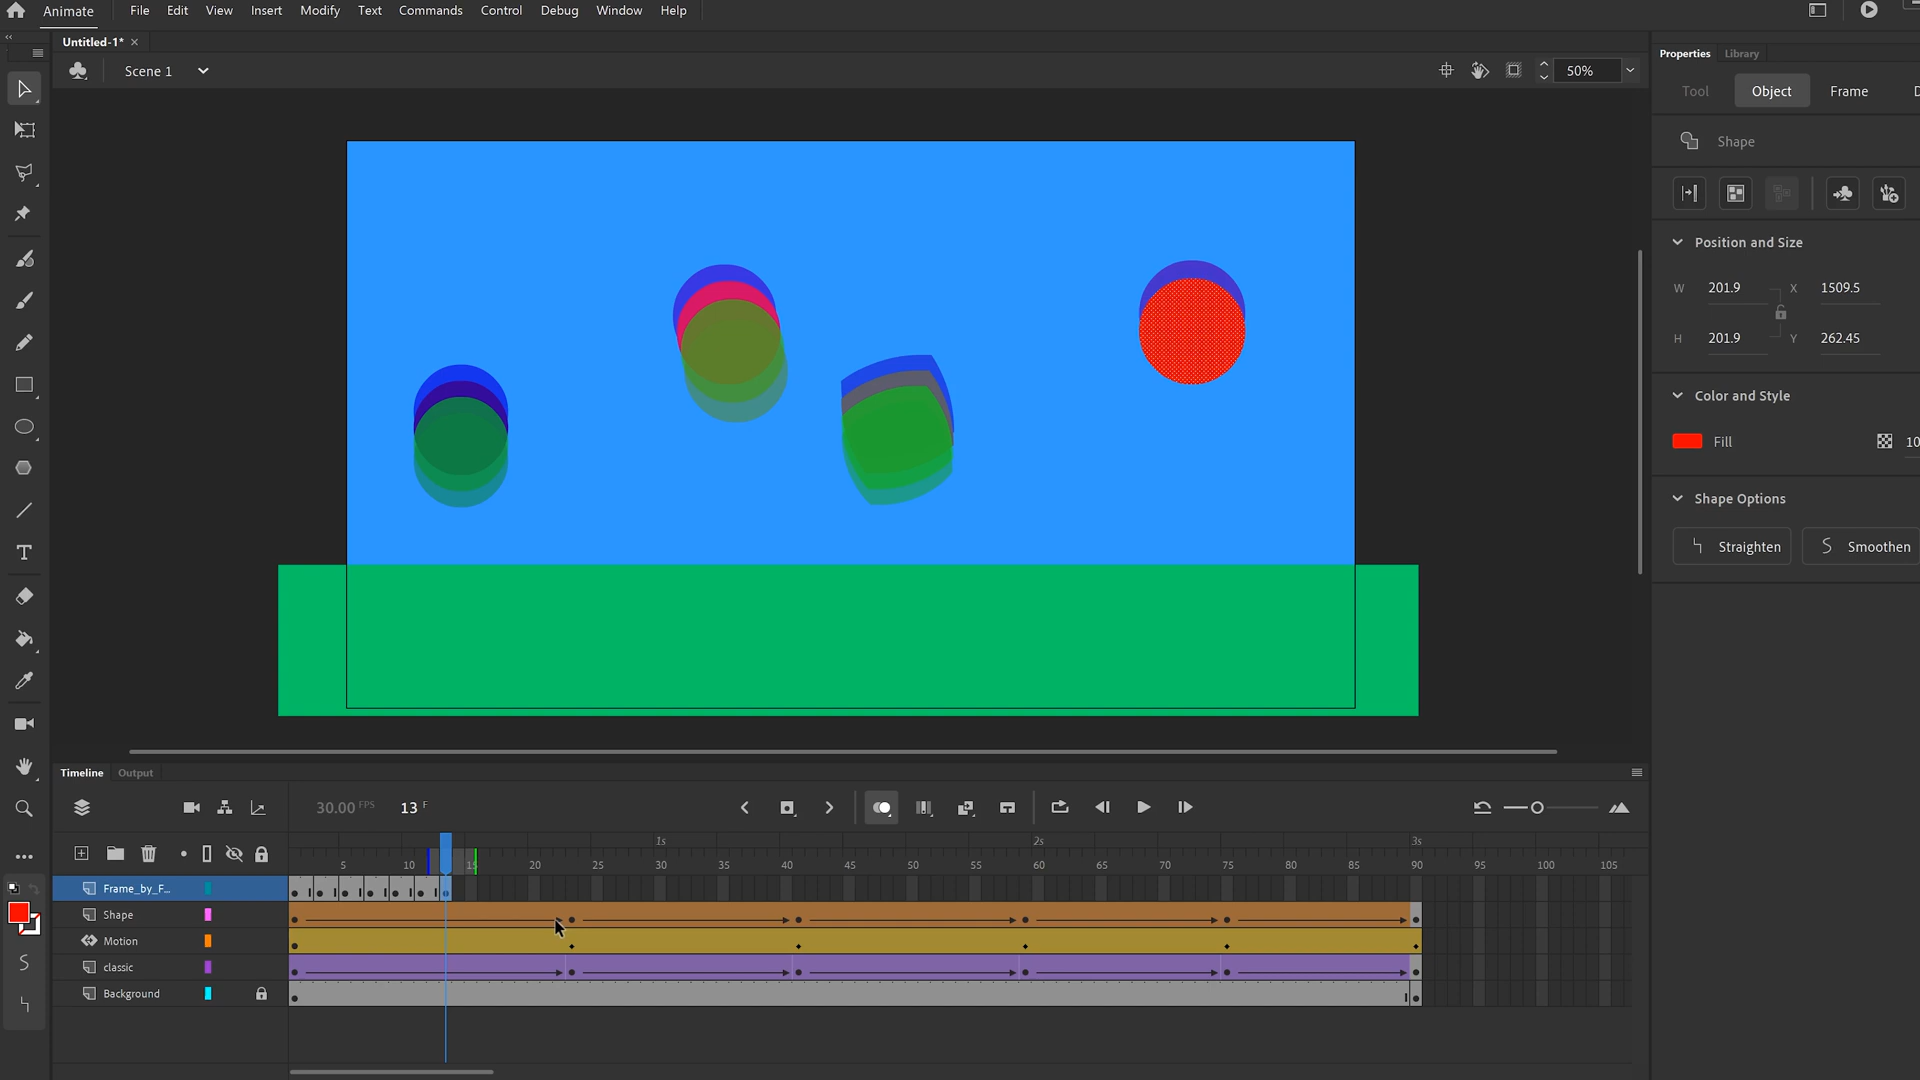 Animate File Edit View Insert Modify Text Commands Control Debug Window Help
Untitled-1*
Scene 1
50%
Properties Library
Tool Object Frame
Shape
Position and Size
W 201.9 X 1509.5
H 201.9 Y 262.45
Color and Style
Fill
Shape Options
Straighten Smoothen
Timeline Output
30.00 FPS 13 F
1s 2s 3s
5 10 15 20 25 30 35 40 45 50 55 60 65 70 75 80 85 90 95 100 105
Frame_by_F...
Shape
Motion
classic
Background